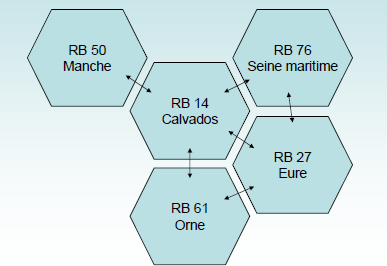 RB 50
Manche
RB 76
Seine maritime
RB 14
Calvados
RB 27
Eure
RB 61
Orne